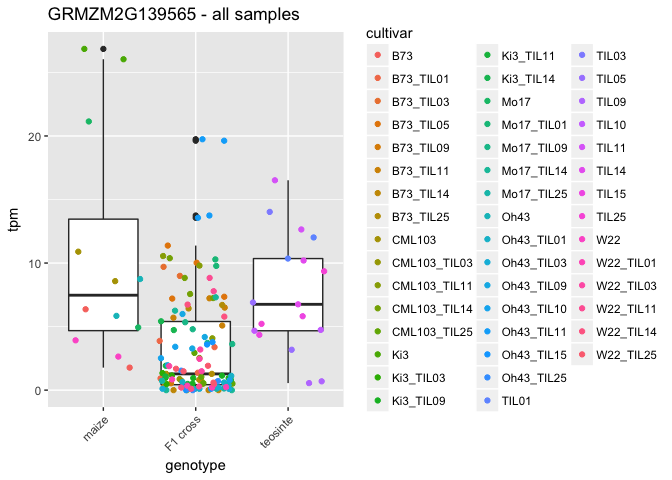 GRMZM2G139565 - all samples
tpm
20
10
0
maize
F1 cross
teosinte
genotype
cultivar
B73
B73_TIL01
B73_TIL03
B73_TIL05
B73_TIL09
B73_TIL11
B73_TIL14
B73_TIL25
CML103
CML103_TIL03
CML103_TIL11
CML103_TIL25
Ki3
Ki3_TIL03
Ki3_TIL09
Ki3_TIL11
Ki3_TIL14
Mo17
Mo17_TIL01
Mo17_TIL09
Mo17_TIL14
Mo17_TIL25
Oh43
Oh43_TIL01
Oh43_TIL03
Oh43_TIL09
Oh43_TIL10
Oh43_TIL11
Oh43_TIL15
Oh43_TIL25
TIL01
TIL03
TIL05
TIL09
TIL10
TIL11
TIL14
TIL15
TIL25
W22
W22_TIL01
W22_TIL03
W22_TIL11
W22_TIL14
W22_TIL25